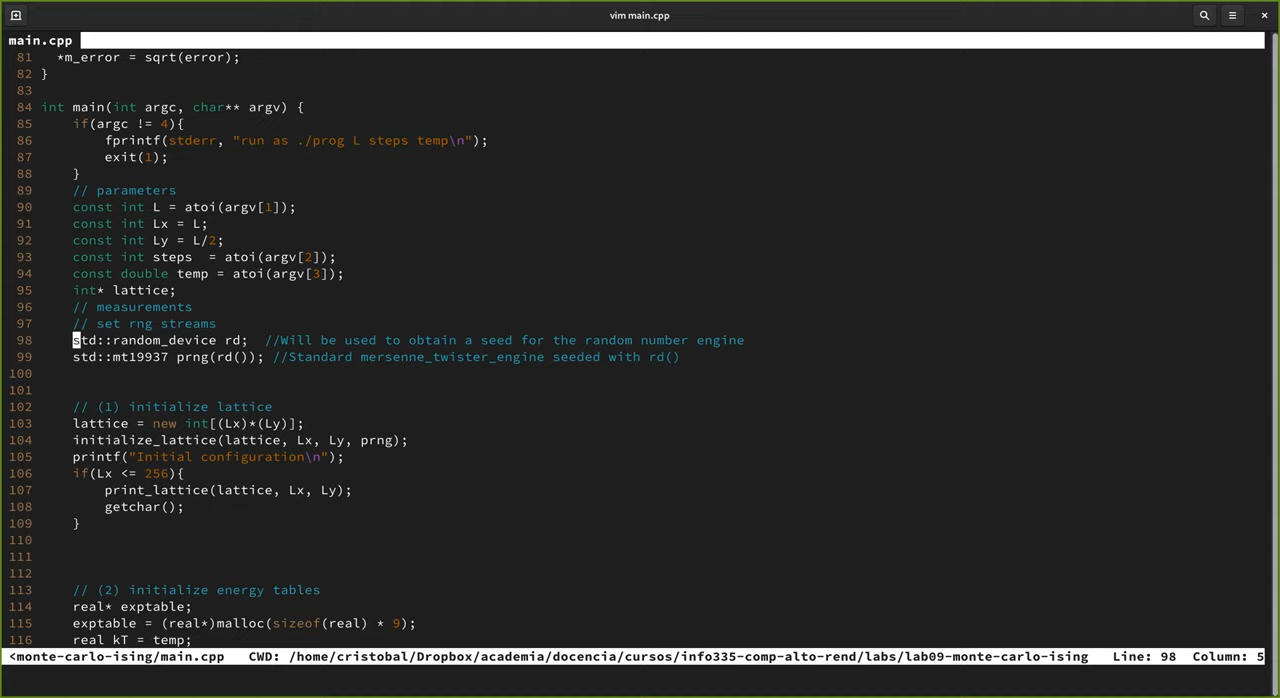 vim main.cpp
main.cpp
81 *m_error = sqrt(error);
82 }
83
84 int main(int argc, char** argv) {
85 if(argc != 4){
86 fprintf(stderr, "run as ./prog L steps temp\n");
87 exit(1);
88 }
89 // parameters
90 const int L = atoi(argv[1]);
91 const int Lx = L;
92 const int Ly = L/2;
93 const int steps  = atoi(argv[2]);
94 const double temp = atoi(argv[3]);
95 int* lattice;
96 // measurements
97 // set rng streams
98 std::random_device rd;  //Will be used to obtain a seed for the random number engine
99 std::mt19937 prng(rd()); //Standard mersenne_twister_engine seeded with rd()
100
101
102 // (1) initialize lattice
103 lattice = new int[(Lx)*(Ly)];
104 initialize_lattice(lattice, Lx, Ly, prng);
105 printf("Initial configuration\n");
106 if(Lx <= 256){
107 print_lattice(lattice, Lx, Ly);
108 getchar();
109 }
110
111
112
113 // (2) initialize energy tables
114 real* exptable;
115 exptable = (real*)malloc(sizeof(real) * 9);
116 real kT = temp;
<monte-carlo-ising/main.cpp   CWD: /home/cristobal/Dropbox/academia/docencia/cursos/info335-comp-alto-rend/labs/lab09-monte-carlo-ising   Line: 98  Column: 5